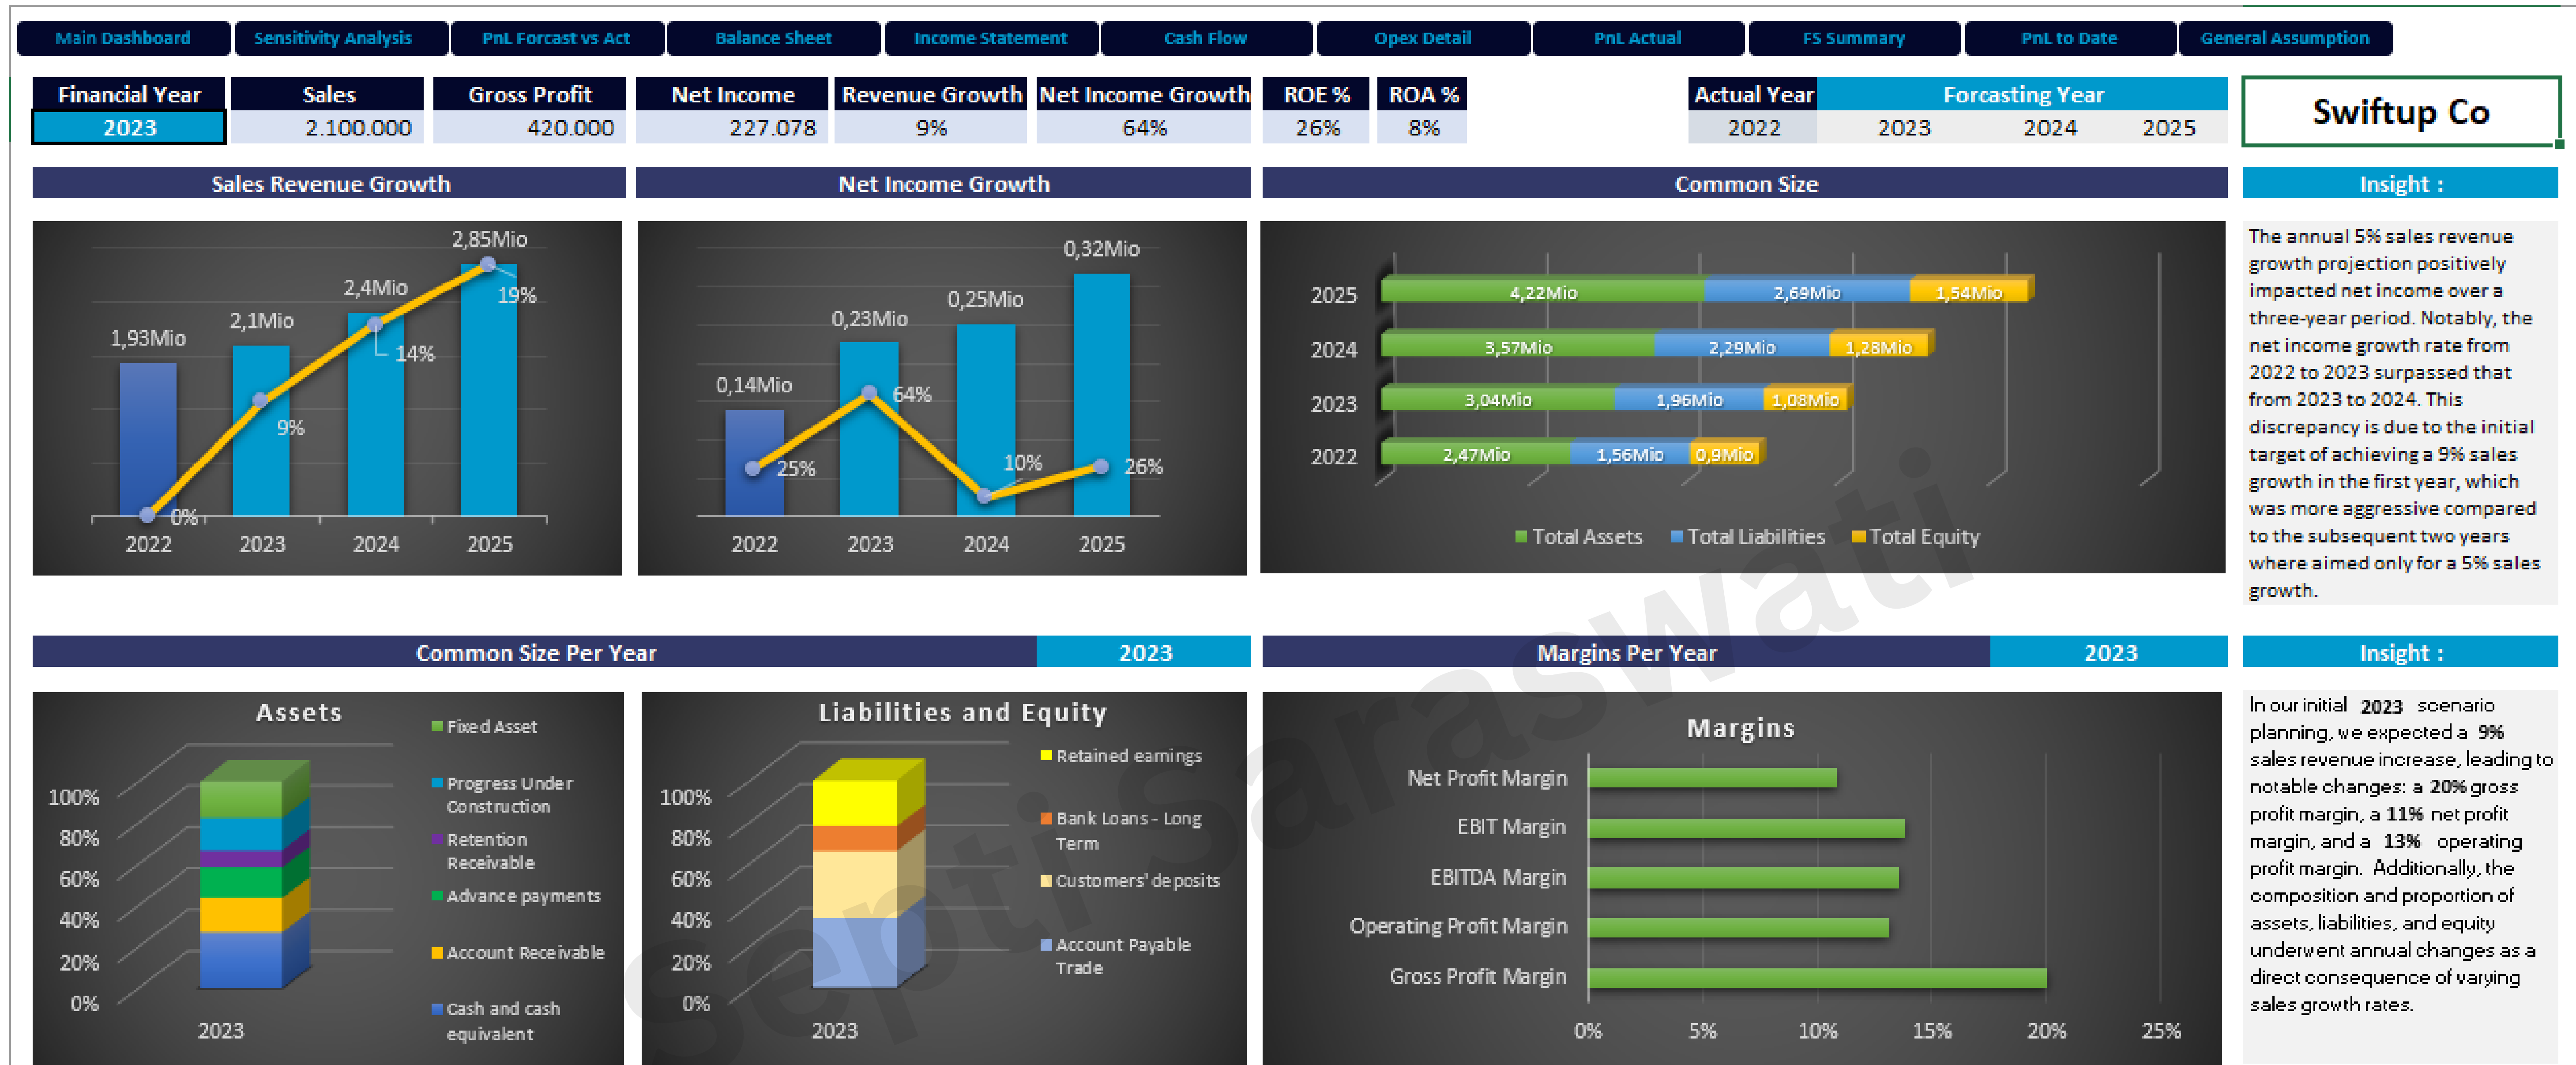 Main Dashboard
Sensitivity Analysis
PnL Forcast vs Act
Balance Sheet
Income Statement
Cash Flow
Opex Detail
PnL Actual
FS Summary
PnL to Date
General Assumption
Financial Year
2023
Sales
2.100.000
Gross Profit
420.000
Net Income
227.078
Revenue Growth
9%
Net Income Growth
64%
ROE %
26%
ROA %
8%
Actual Year
2022
Forcasting Year
2023 2024 2025
Swiftup Co
Sales Revenue Growth
1,93Mio
2,1Mio
2,4Mio
2,85Mio
0%
9%
14%
19%
2022 2023 2024 2025
Net Income Growth
0,14Mio
0,23Mio
0,25Mio
0,32Mio
25%
64%
10%
26%
2022 2023 2024 2025
Common Size
2025 4,22Mio 2,69Mio 1,54Mio
2024 3,57Mio 2,29Mio 1,28Mio
2023 3,04Mio 1,96Mio 1,08Mio
2022 2,47Mio 1,56Mio 0,9Mio
Total Assets Total Liabilities Total Equity
Insight :
The annual 5% sales revenue
growth projection positively
impacted net income over a
three-year period. Notably, the
net income growth rate from
2022 to 2023 surpassed that
from 2023 to 2024. This
discrepancy is due to the initial
target of achieving a 9% sales
growth in the first year, which
was more aggressive compared
to the subsequent two years
where aimed only for a 5% sales
growth.
Common Size Per Year
2023
Assets
100%
80%
60%
40%
20%
0%
2023
Fixed Asset
Progress Under
Construction
Retention
Receivable
Advance payments
Account Receivable
Cash and cash
equivalent
Liabilities and Equity
100%
80%
60%
40%
20%
0%
2023
Retained earnings
Bank Loans - Long
Term
Customers' deposits
Account Payable
Trade
Margins Per Year
2023
Margins
Net Profit Margin
EBIT Margin
EBITDA Margin
Operating Profit Margin
Gross Profit Margin
0% 5% 10% 15% 20% 25%
Insight :
In our initial 2023 scenario
planning, we expected a 9%
sales revenue increase, leading to
notable changes: a 20% gross
profit margin, a 11% net profit
margin, and a 13% operating
profit margin. Additionally, the
composition and proportion of
assets, liabilities, and equity
underwent annual changes as a
direct consequence of varying
sales growth rates.
Septi Saraswati